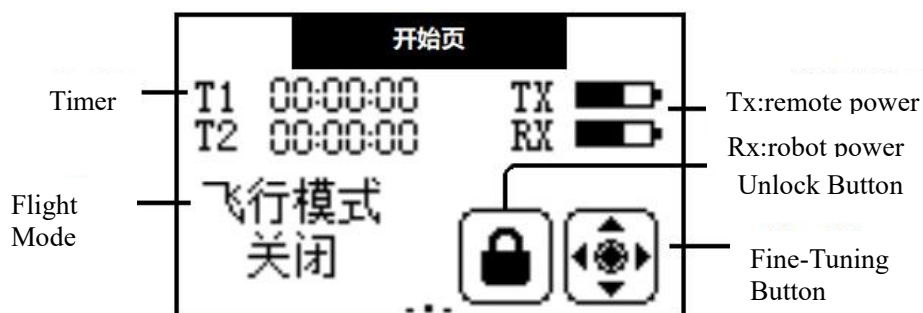 开始页
Timer
T1 00:00:00
T2 00:00:00
TX
RX
Tx:remote power
Rx:robot power
Unlock Button
Flight
Mode
飞行模式
关闭
Fine-Tuning
Button